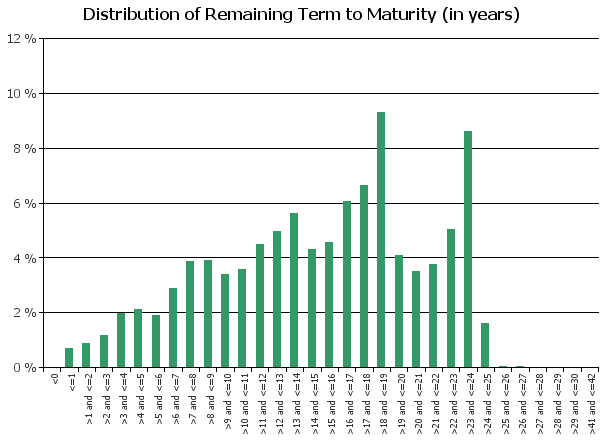 Distribution of Remaining Term to Maturity (in years)
12 %
10 %
8 %
6 %
4 %
2 %
0 %
<0
<=1
>1 and <=2
>2 and <=3
>3 and <=4
>4 and <=5
>5 and <=6
>6 and <=7
>7 and <=8
>8 and <=9
>9 and <=10
>10 and <=11
>11 and <=12
>12 and <=13
>13 and <=14
>14 and <=15
>15 and <=16
>16 and <=17
>17 and <=18
>18 and <=19
>19 and <=20
>20 and <=21
>21 and <=22
>22 and <=23
>23 and <=24
>24 and <=25
>25 and <=26
>26 and <=27
>27 and <=28
>28 and <=29
>29 and <=30
>41 and <=42